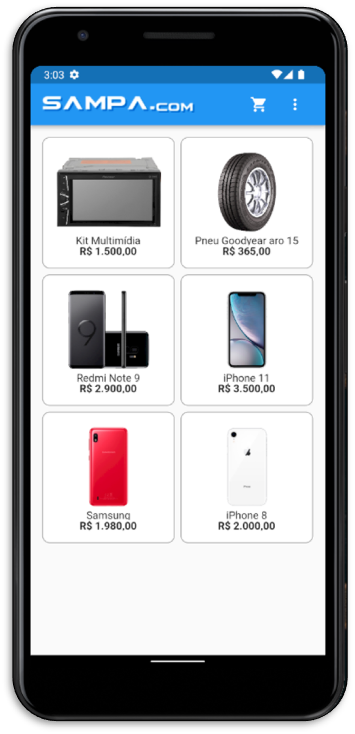 3:03
SAMPA.COM
Kit Multimídia
R$ 1.500,00
Pneu Goodyear aro 15
R$ 365,00
9
Redmi Note 9
R$ 2.900,00
iPhone 11
R$ 3.500,00
Samsung
R$ 1.980,00
iPhone 8
R$ 2.000,00